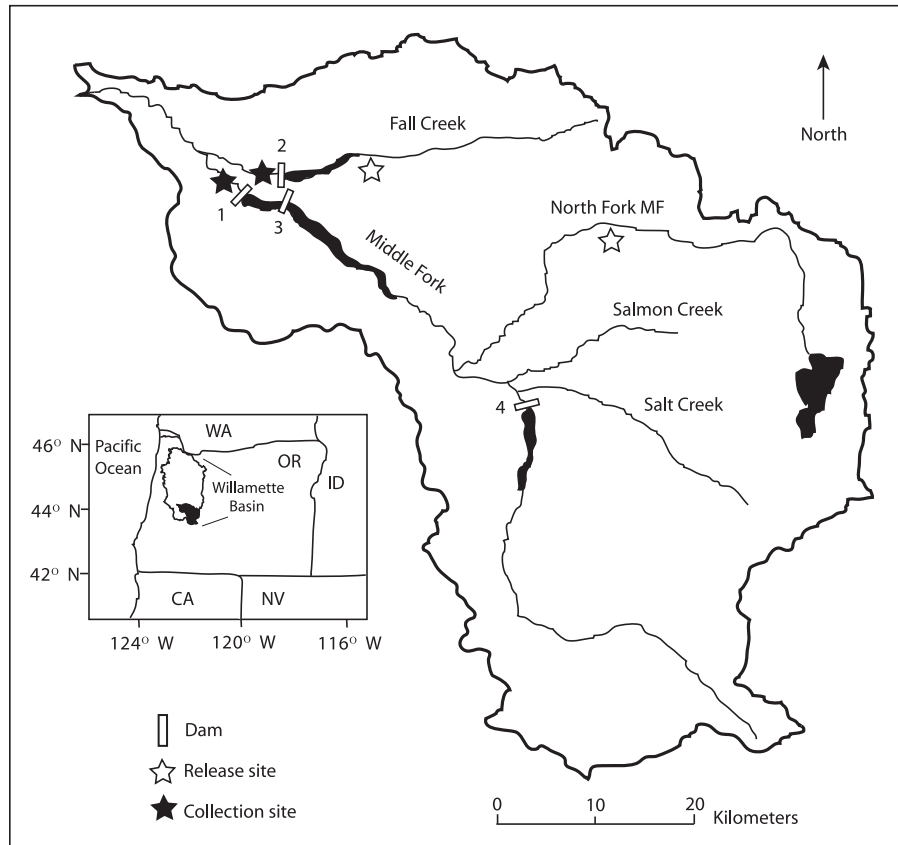 Fall Creek
North
2
1
3
North Fork MF
Middle Fork
Salmon Creek
4
Salt Creek
46° N
44° N
42° N
Pacific
Ocean
WA
OR
ID
Willamette
Basin
CA
NV
124° W
120° W
116° W
Dam
Release site
Collection site
0
10
20
Kilometers